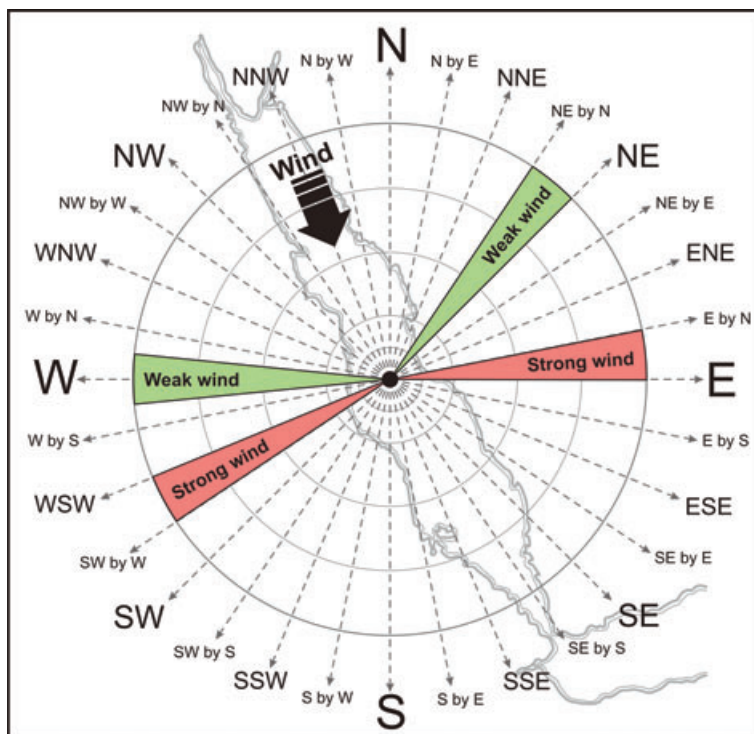 N
N by W
N by E
NNW
NNE
NW by N
NE by N
NW
Wind
NE
Weak wind
NW by W
NE by E
WNW
ENE
W by N
E by N
W
Weak wind
Strong wind
E
W by S
E by S
Strong wind
WSW
ESE
SW by W
SE by E
SW
SE
SW by S
SE by S
SSW
SSE
S by W
S by E
S